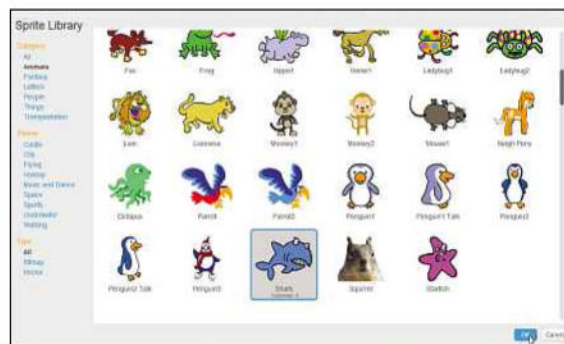 Sprite Library
Category
All
Animals
Fantasy
Letters
People
Things
Transportation
Theme
Castle
City
Flying
Holiday
Music and Dance
Space
Sports
Underwater
Walking
Type
All
Bitmap
Vector
Fox
Frog
Hippo1
Horse1
Ladybug1
Ladybug2
Lion
Lioness
Monkey1
Monkey2
Mouse1
Neigh Pony
Octopus
Parrot
Parrot2
Penguin1
Penguin1 Talk
Penguin2
Penguin2 Talk
Penguin3
Shark
Squirrel
Starfish
OK
Cancel